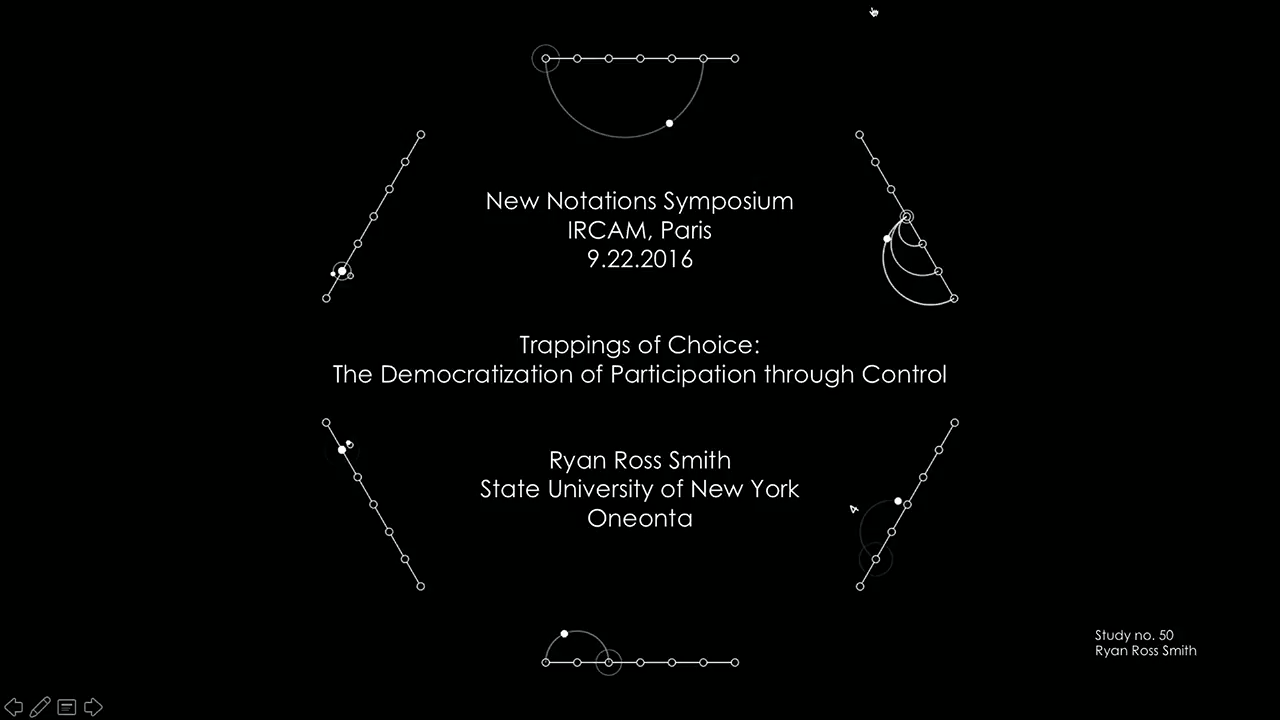 New Notations Symposium
IRCAM, Paris
9.22.2016
Trappings of Choice:
The Democratization of Participation through Control
Ryan Ross Smith
State University of New York
Oneonta
4
Study no. 50
Ryan Ross Smith